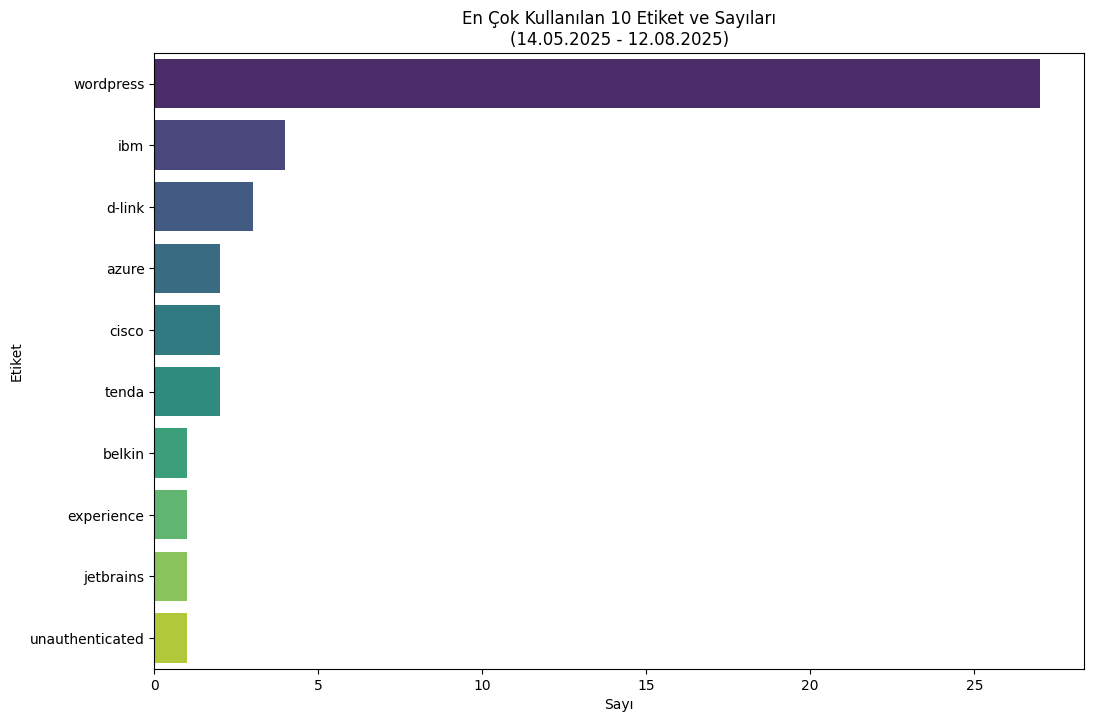 En Çok Kullanılan 10 Etiket ve Sayıları
(14.05.2025 - 12.08.2025)
wordpress
ibm
d-link
azure
cisco
tenda
belkin
experience
jetbrains
unauthenticated
Etiket
0 5 10 15 20 25
Sayı